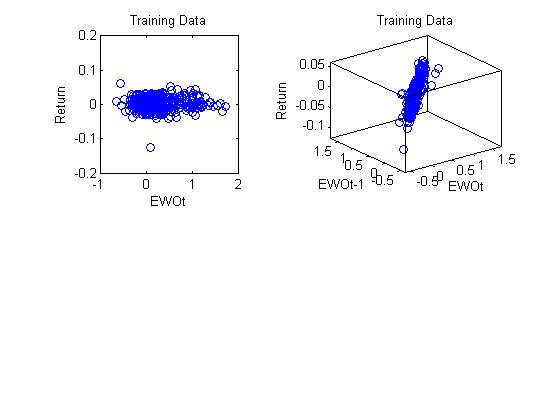 Training Data
0.2
0.1
0
-0.1
-0.2
Return
-1 0 1 2
EWOt
Training Data
0.05
0
-0.05
-0.1
Return
1.5 1 0.5 0 -0.5
EWOt-1
-0.5 0 0.5 1 1.5
EWOt